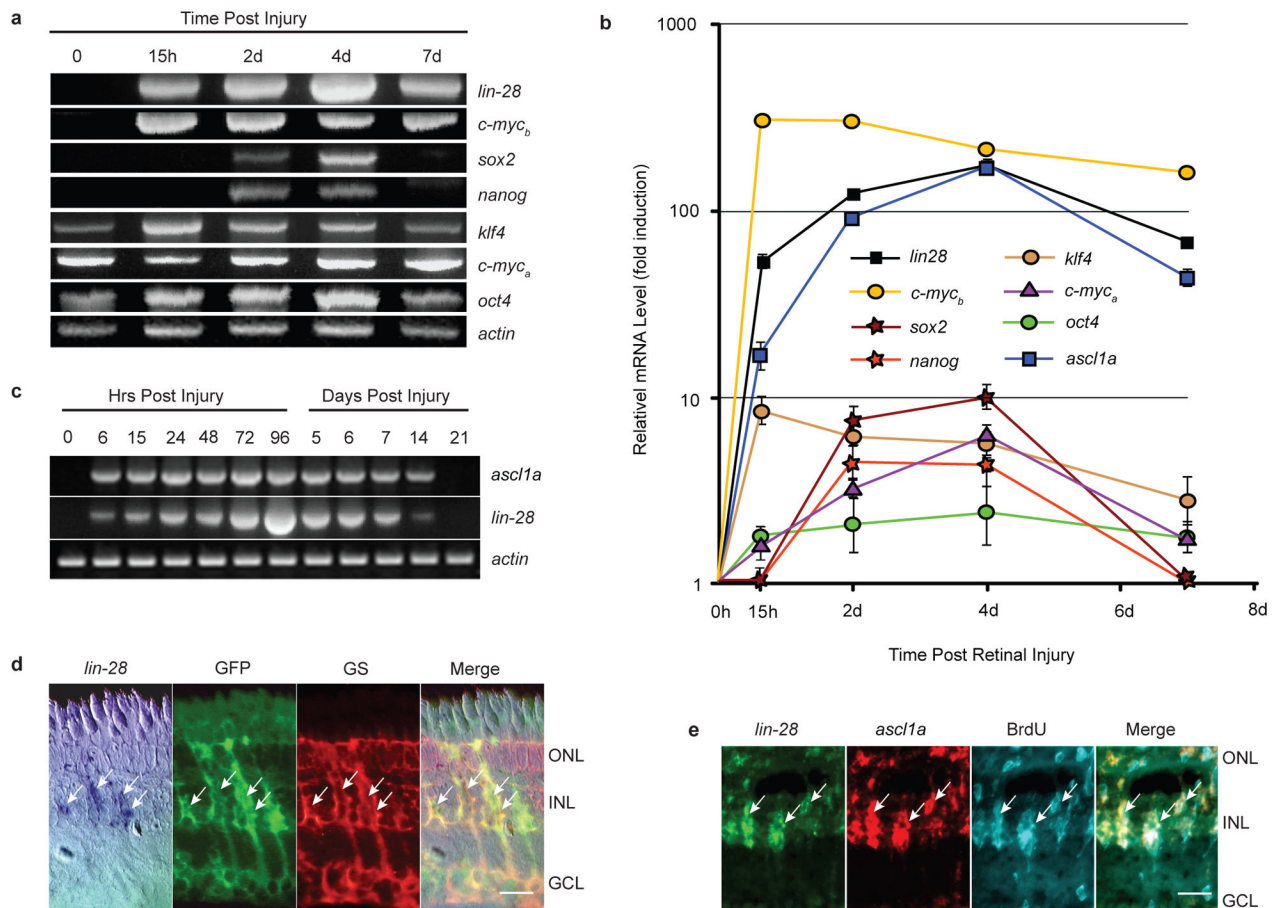 a
Time Post Injury
0 15h 2d 4d 7d
lin-28
c-myc_b
sox2
nanog
klf4
c-myc_a
oct4
actin
b
Relativel mRNA Level (fold induction)
1000
100
10
1
lin28
c-myc_b
sox2
nanog
klf4
c-myc_a
oct4
ascl1a
0h 15h 2d 4d 6d 8d
Time Post Retinal Injury
c
Hrs Post Injury Days Post Injury
0 6 15 24 48 72 96 5 6 7 14 21
ascl1a
lin-28
actin
d
lin-28 GFP GS Merge
ONL
INL
GCL
e
lin-28 ascl1a BrdU Merge
ONL
INL
GCL